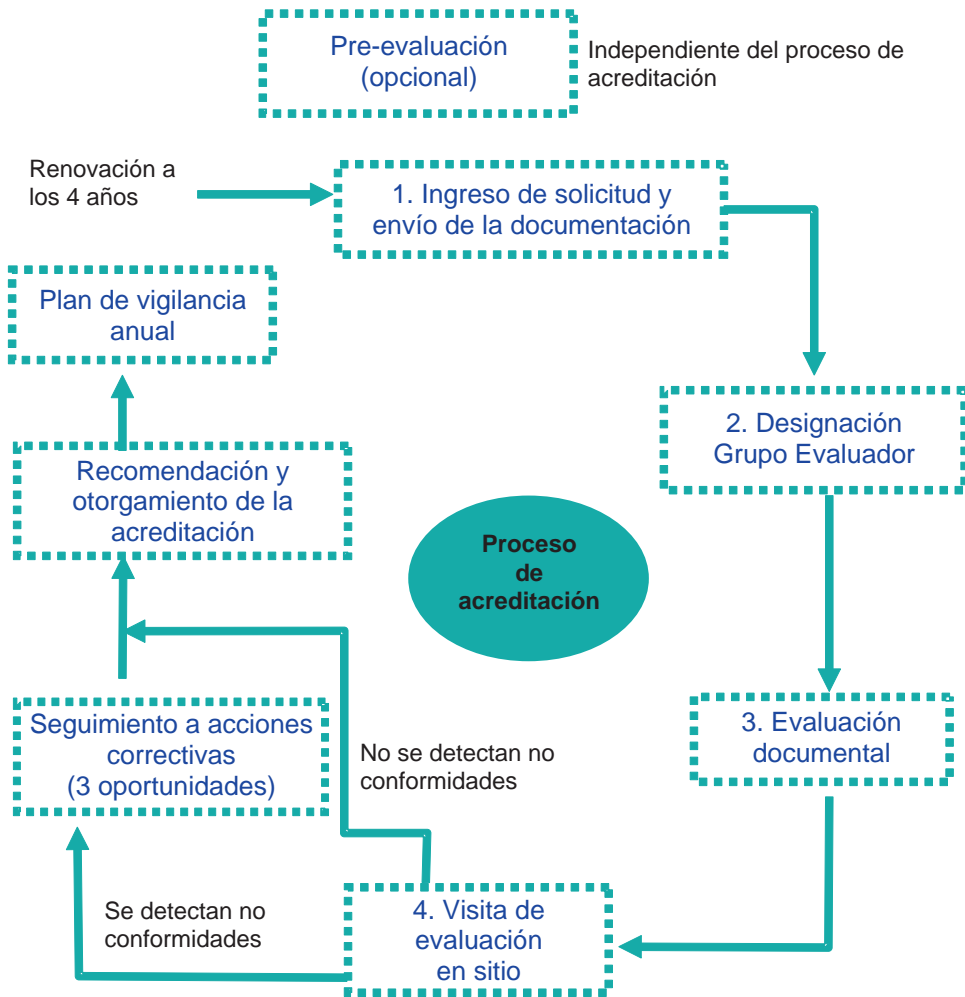 Pre-evaluación
(opcional)
Independiente del proceso de
acreditación
Renovación a
los 4 años
1. Ingreso de solicitud y
envío de la documentación
Plan de vigilancia
anual
2. Designación
Grupo Evaluador
Recomendación y
otorgamiento de la
acreditación
Proceso
de
acreditación
Seguimiento a acciones
correctivas
(3 oportunidades)
No se detectan no
conformidades
3. Evaluación
documental
Se detectan no
conformidades
4. Visita de
evaluación
en sitio